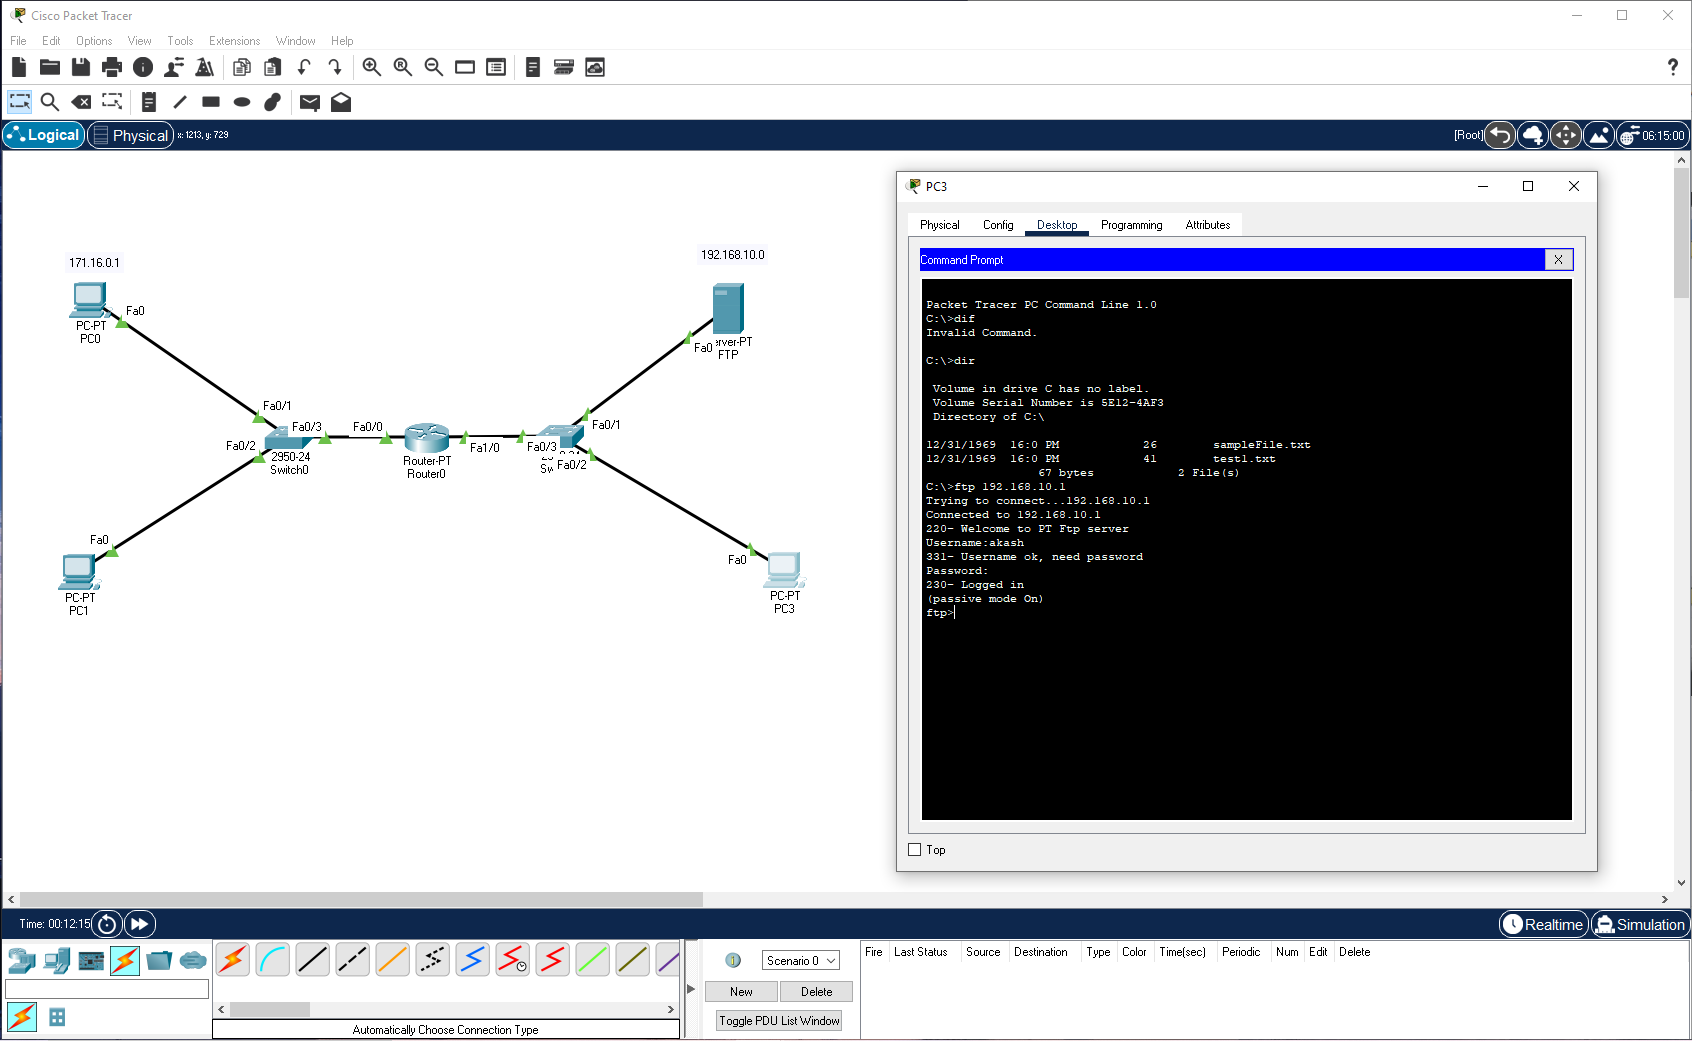 Cisco Packet Tracer
File Edit Options View Tools Extensions Window Help
Logical
Physical
x: 1213, y: 729
[Root]
06:15:00
171.16.0.1
Fa0
PC-PT
PC0
192.168.10.0
Fa0
erver-PT
FTP
Fa0/1
Fa0/3
Fa0/2
2950-24
Switch0
Fa0/0
Router-PT
Router0
Fa1/0
Fa0/3
Fa0/1
Fa0/2
Fa0
PC-PT
PC1
Fa0
PC-PT
PC3
PC3
Physical Config Desktop Programming Attributes
Command Prompt
X
Packet Tracer PC Command Line 1.0
C:\>dif
Invalid Command.
C:\>dir
Volume in drive C has no label.
Volume Serial Number is 5E12-4AF3
Directory of C:\
12/31/1969 16:0 PM 26 sampleFile.txt
12/31/1969 16:0 PM 41 test1.txt
67 bytes 2 File(s)
C:\>ftp 192.168.10.1
Trying to connect...192.168.10.1
Connected to 192.168.10.1
220- Welcome to PT Ftp server
Username:akash
331- Username ok, need password
Password:
230- Logged in
(passive mode On)
ftp>
Top
Time: 00:12:15
Realtime
Simulation
Automatically Choose Connection Type
Scenario 0
New
Delete
Toggle PDU List Window
Fire Last Status Source Destination Type Color Time(sec) Periodic Num Edit Delete